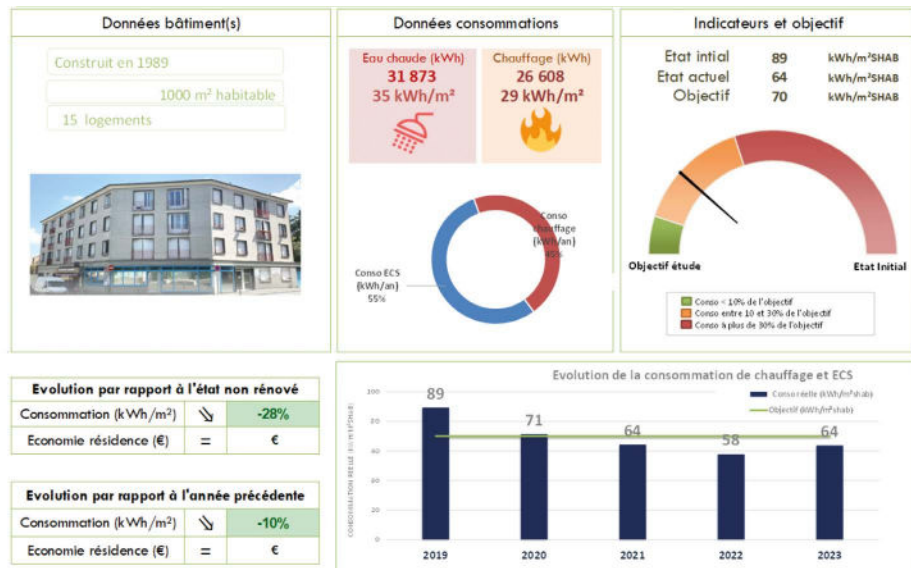 Données bâtiment(s)
Construit en 1989
1000 m² habitable
15 logements
Données consommations
Eau chaude (kWh)
31 873
35 kWh/m²
Chauffage (kWh)
26 608
29 kWh/m²
Conso chauffage (kWh/an) 45%
Conso ECS
(kWh/an)
55%
Indicateurs et objectif
Etat intial 89 kWh/m²SHAB
Etat actuel 64 kWh/m²SHAB
Objectif 70 kWh/m²SHAB
Objectif étude
Etat Initial
Conso < 10% de l'objectif
Conso entre 10 et 30% de l'objectif
Conso à plus de 30% de l'objectif
Evolution par rapport à l'état non rénové
Consommation (kWh/m²) -28%
Economie résidence (€) = €
Evolution par rapport à l'année précédente
Consommation (kWh/m²) -10%
Economie résidence (€) = €
Evolution de la consommation de chauffage et ECS
Conso réelle (kWh/m²shab)
Objectif (kWh/m²shab)
100
80
60
40
20
0
89
71
64
58
64
2019
2020
2021
2022
2023